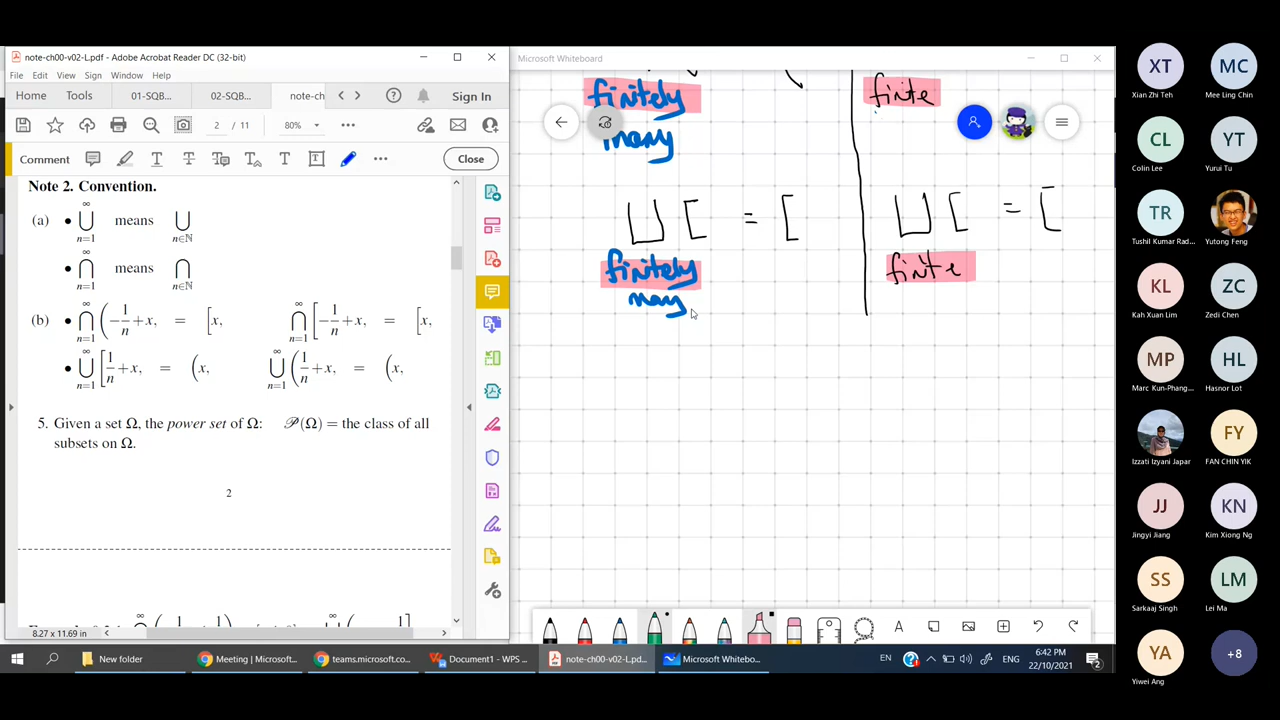 note-ch00-v02-L.pdf - Adobe Acrobat Reader DC (32-bit)
File Edit View Sign Window Help
Home Tools 01-SQB... 02-SQB... note-ch Sign In
2 / 11 80%
Comment Close
Note 2. Convention.
(a) • ⋃_{n=1}^{∞} means ⋃_{n∈ℕ}
• ⋂_{n=1}^{∞} means ⋂_{n∈ℕ}
(b) • ⋂_{n=1}^{∞} (−1/n + x, = [x, ⋂_{n=1}^{∞} [−1/n + x, = [x,
• ⋃_{n=1}^{∞} [1/n + x, = (x, ⋃_{n=1}^{∞} (1/n + x, = (x,
5. Given a set Ω, the power set of Ω: 𝒫(Ω) = the class of all
subsets on Ω.
2
8.27 x 11.69 in
Microsoft Whiteboard
finitely
many
finite
⋃ [ = [
finitely
many
⋃ [ = [
finite
XT
Xian Zhi Teh
MC
Mee Ling Chin
CL
Colin Lee
YT
Yurui Tu
TR
Tushil Kumar Rad...
Yutong Feng
KL
Kah Xuan Lim
ZC
Zedi Chen
MP
Marc Kun-Phang...
HL
Hasnor Lot
Izzati Izyani Japar
FY
FAN CHIN YIK
JJ
Jingyi Jiang
KN
Kim Xiong Ng
SS
Sarkaaj Singh
LM
Lei Ma
YA
Yiwei Ang
+8
New folder
Meeting | Microsoft...
teams.microsoft.co...
Document1 - WPS ...
note-ch00-v02-L.pd...
Microsoft Whitebo...
EN
ENG
6:42 PM
22/10/2021
2